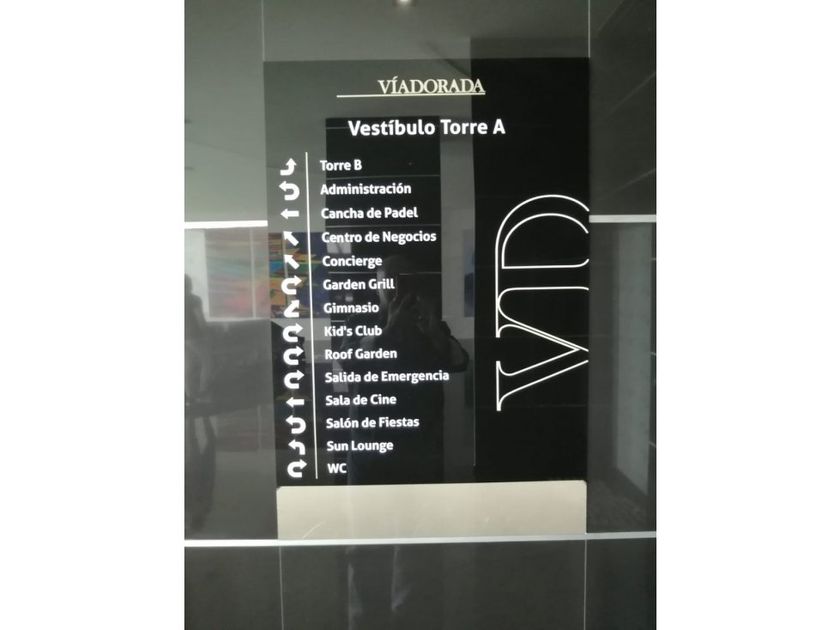 VÍADORADA
Vestíbulo Torre A
Torre B
Administración
Cancha de Padel
Centro de Negocios
Concierge
Garden Grill
Gimnasio
Kid's Club
Roof Garden
Salida de Emergencia
Sala de Cine
Salón de Fiestas
Sun Lounge
WC
VD